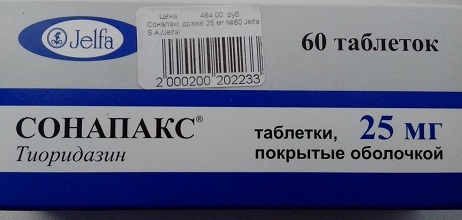 Jelfa
Цена 464.00 руб
Сонапакс драже 25 мг №60 Jelfa
S.A./Jelfa/
2 000200 202233
60 таблеток
СОНАПАКС®
Тиоридазин
таблетки, 25 мг
покрытые оболочкой